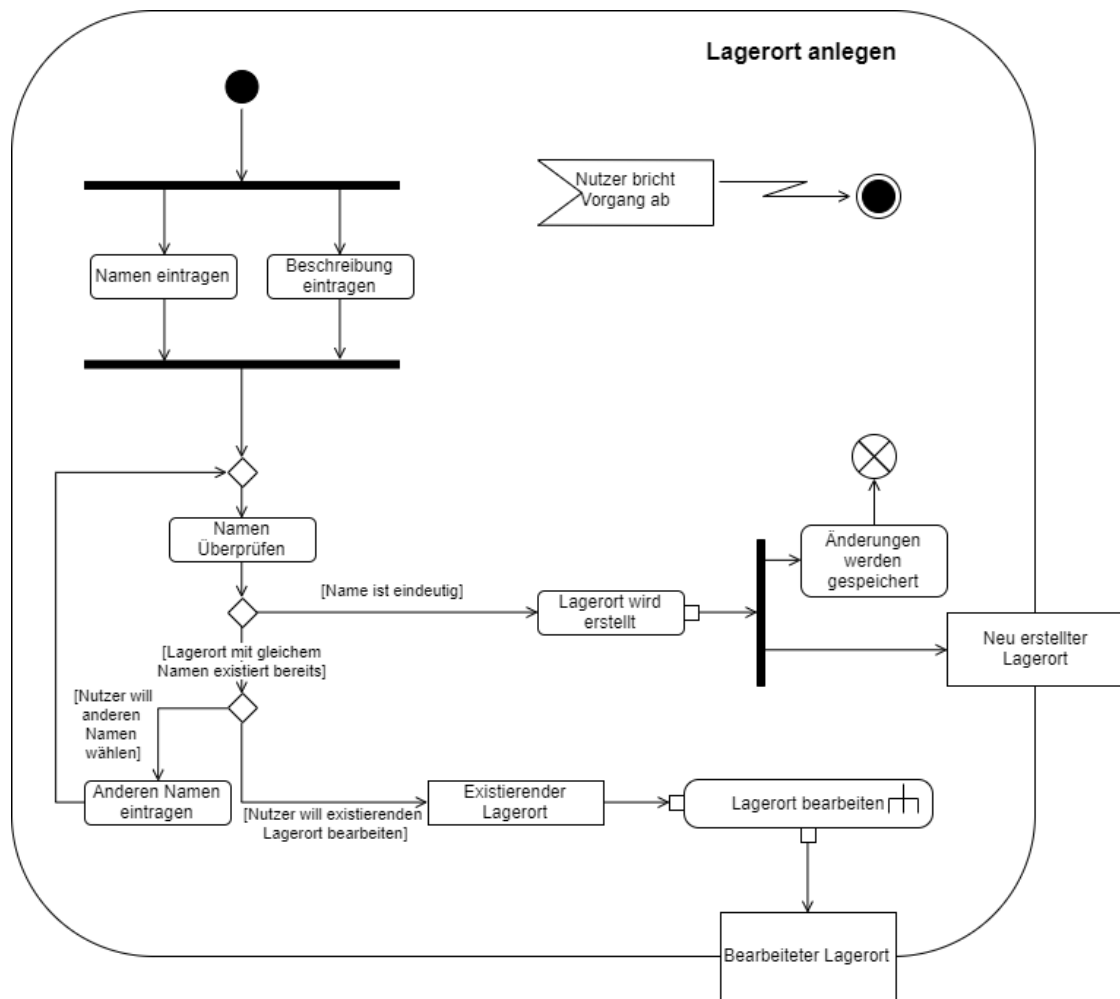 Lagerort anlegen
Nutzer bricht
Vorgang ab
Namen eintragen
Beschreibung
eintragen
Namen
Überprüfen
[Name ist eindeutig]
Lagerort wird
erstellt
Änderungen
werden
gespeichert
Neu erstellter
Lagerort
[Lagerort mit gleichem
Namen existiert bereits]
[Nutzer will
anderen
Namen
wählen]
Anderen Namen
eintragen
[Nutzer will existierenden
Lagerort bearbeiten]
Existierender
Lagerort
Lagerort bearbeiten
Bearbeiteter Lagerort